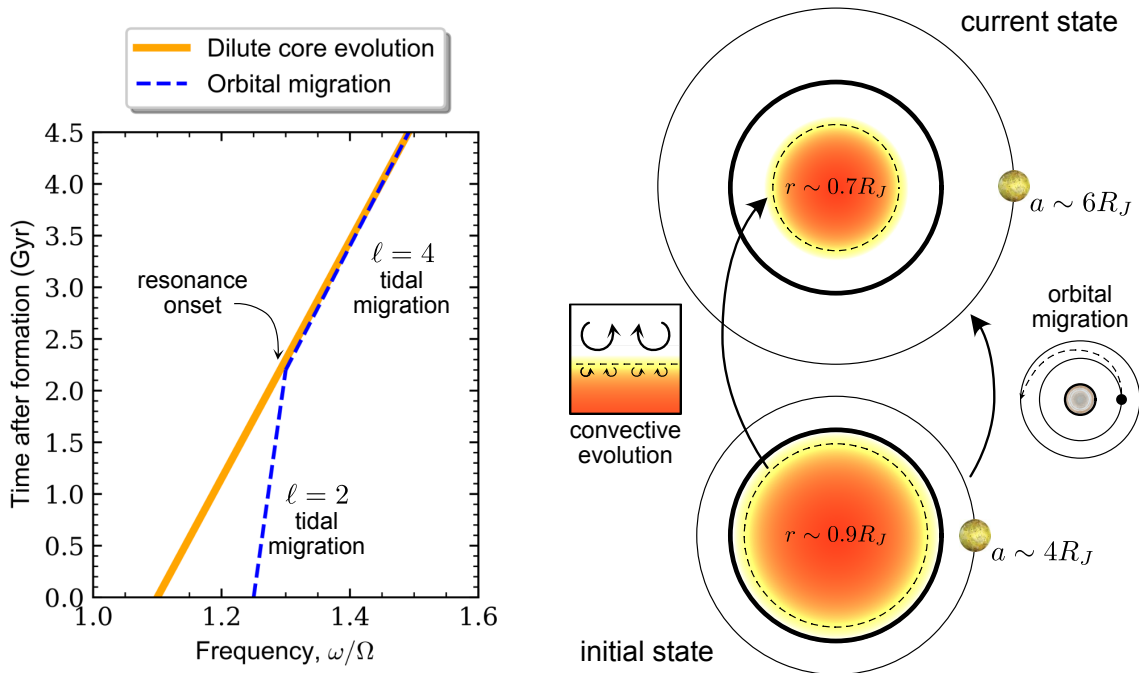 Dilute core evolution
Orbital migration
4.5
4.0
3.5
3.0
2.5
2.0
1.5
1.0
0.5
0.0
Time after formation (Gyr)
1.0
1.2
1.4
1.6
Frequency, ω/Ω
ℓ = 4
tidal
migration
resonance
onset
ℓ = 2
tidal
migration
current state
r ∼ 0.7R_J
a ∼ 6R_J
convective
evolution
orbital
migration
r ∼ 0.9R_J
a ∼ 4R_J
initial state